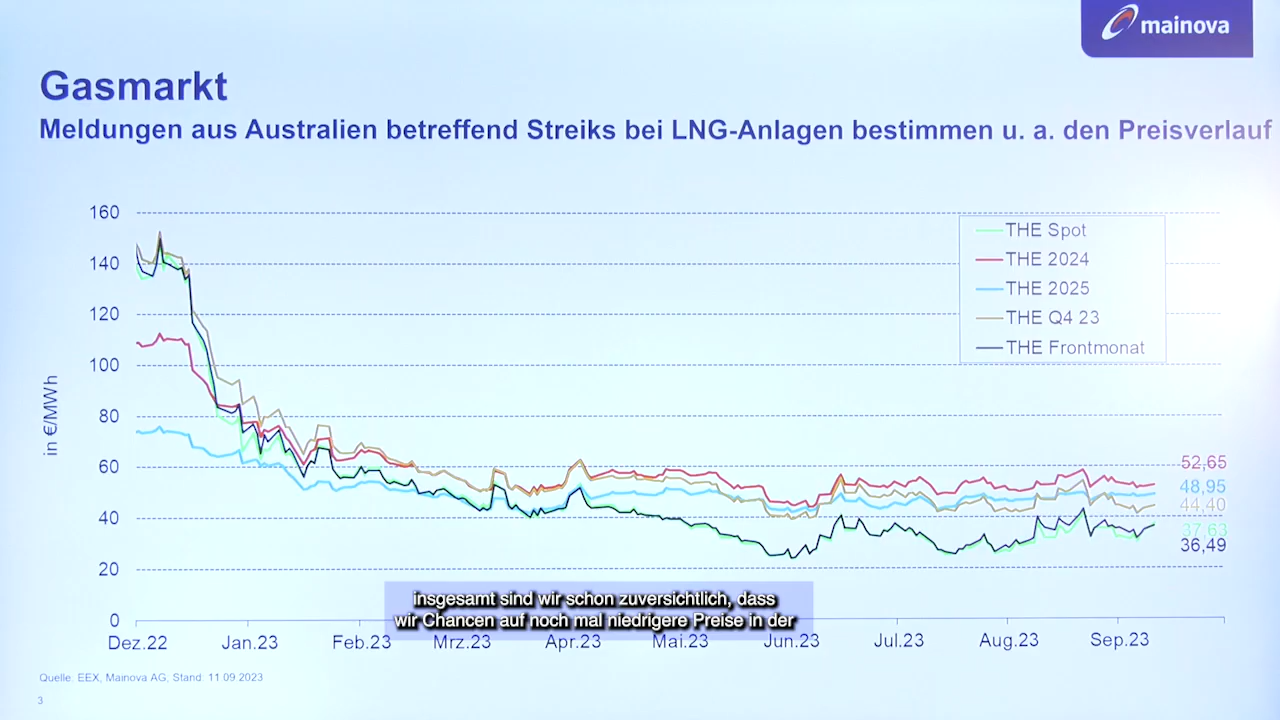 mainova
Gasmarkt
Meldungen aus Australien betreffend Streiks bei LNG-Anlagen bestimmen u. a. den Preisverlauf
160
140
120
100
80
60
40
20
0
in €/MWh
THE Spot
THE 2024
THE 2025
THE Q4 23
THE Frontmonat
52,65
48,95
44,40
37,63
36,49
insgesamt sind wir schon zuversichtlich, dass
wir Chancen auf noch mal niedrigere Preise in der
Dez.22 Jan.23 Feb.23 Mrz.23 Apr.23 Mai.23 Jun.23 Jul.23 Aug.23 Sep.23
Quelle: EEX, Mainova AG, Stand: 11.09.2023
3